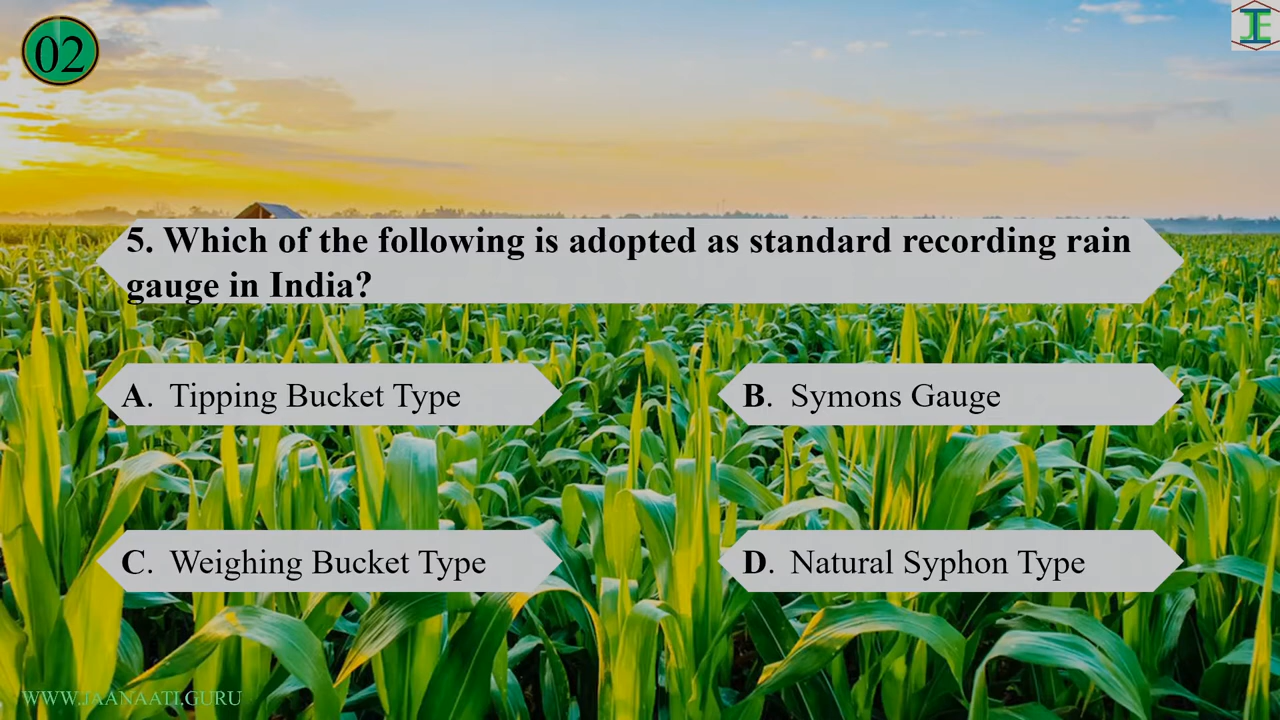 02
JE
5. Which of the following is adopted as standard recording rain
gauge in India?
A. Tipping Bucket Type
B. Symons Gauge
C. Weighing Bucket Type
D. Natural Syphon Type
WWW.JAANAATI.GURU